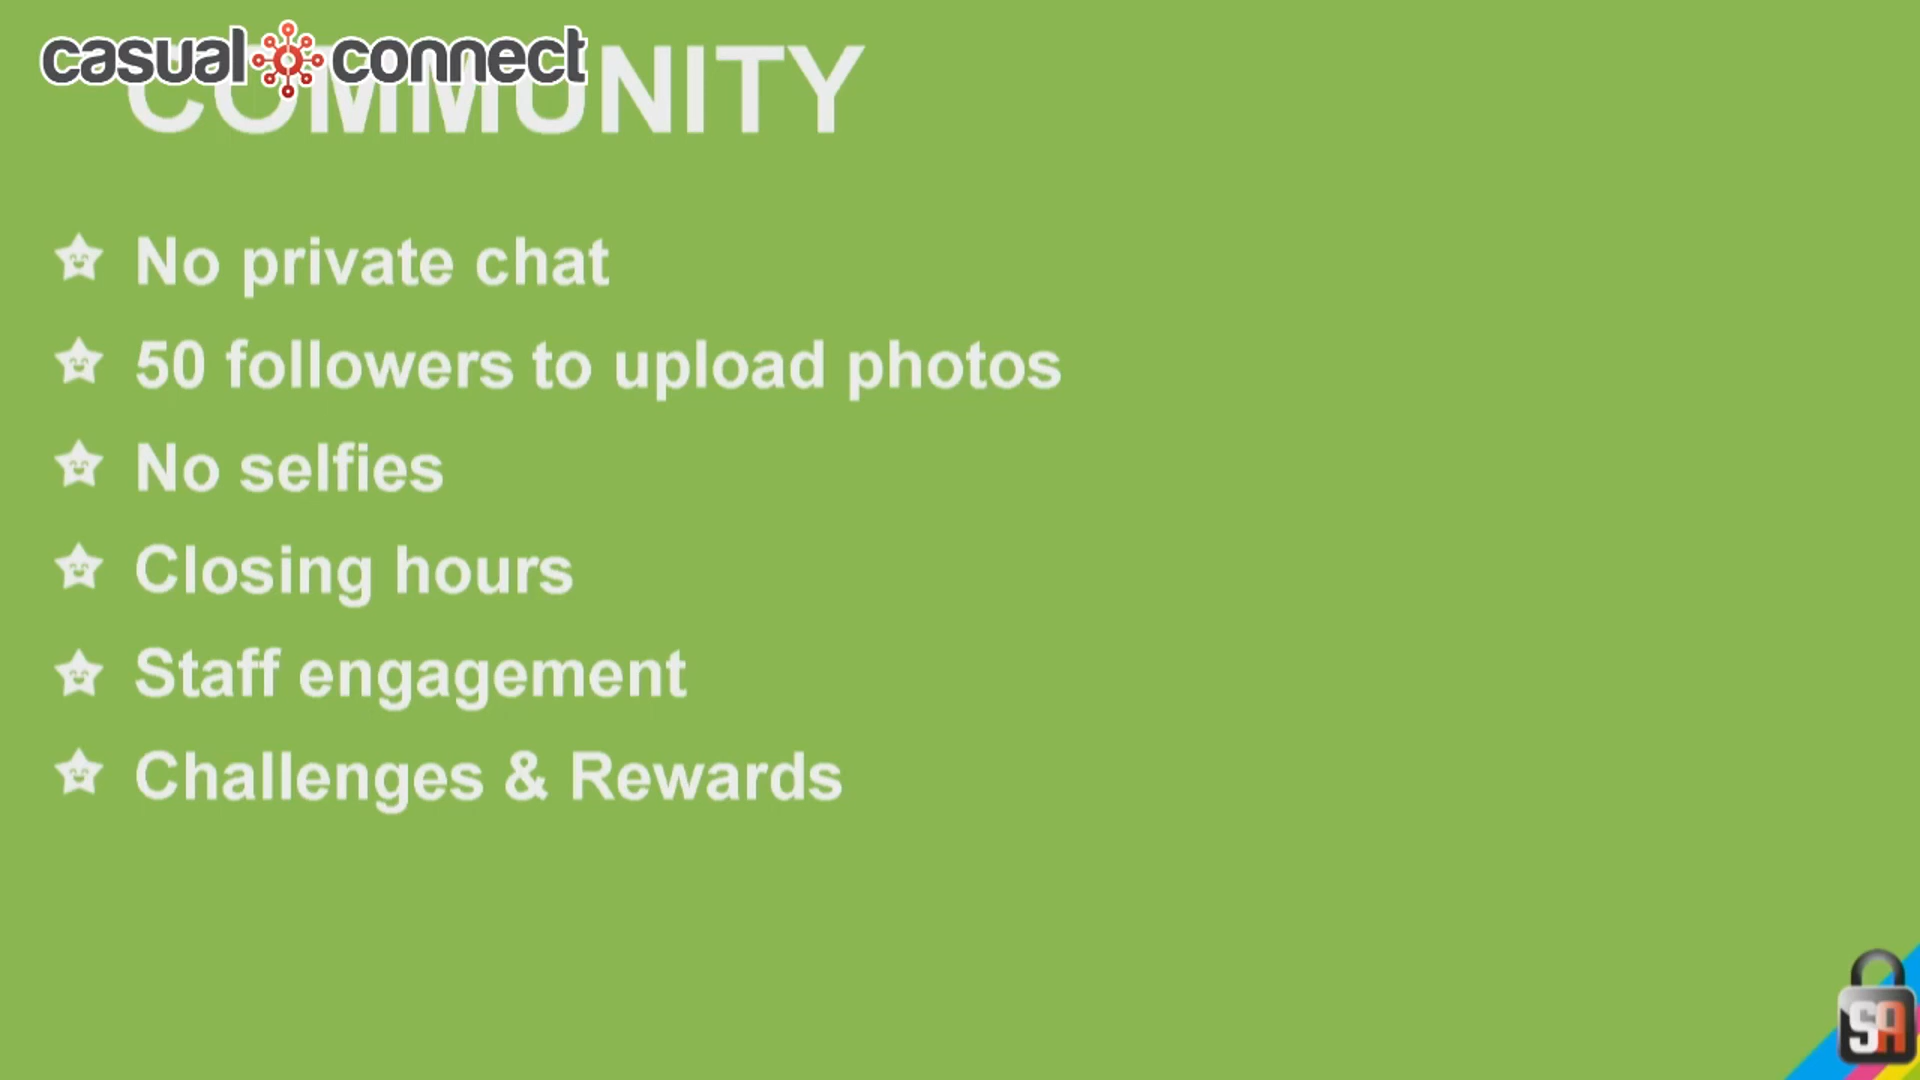 casual connect
COMMUNITY
No private chat
50 followers to upload photos
No selfies
Closing hours
Staff engagement
Challenges & Rewards
SA